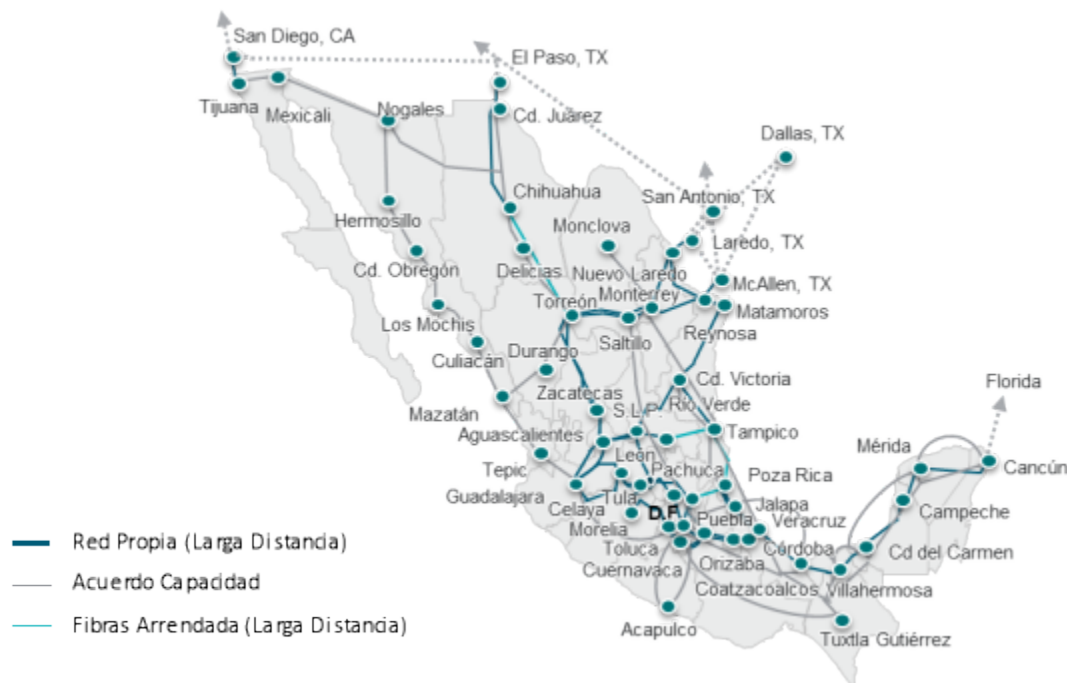 San Diego, CA
El Paso, TX
Tijuana
Mexicali
Nogales
Cd. Juárez
Dallas, TX
Chihuahua
San Antonio, TX
Hermosillo
Monclova
Laredo, TX
Cd. Obregón
Delicias
Nuevo Laredo
McAllen, TX
Torreón
Monterrey
Matamoros
Los Mochis
Saltillo
Reynosa
Culiacán
Durango
Cd. Victoria
Florida
Zacatecas
Mazatán
S.L.P.
Río Verde
Aguascalientes
Tampico
Mérida
León
Pachuca
Poza Rica
Cancún
Tepic
Guadalajara
Tula
Jalapa
Campeche
Celaya
D.F
Puebla
Veracruz
Morelia
Toluca
Córdoba
Cd del Carmen
Cuernavaca
Orizaba
Coatzacoalcos
Villahermosa
Acapulco
Tuxtla Gutiérrez
Red Propia (Larga Distancia)
Acuerdo Capacidad
Fibras Arrendada (Larga Distancia)